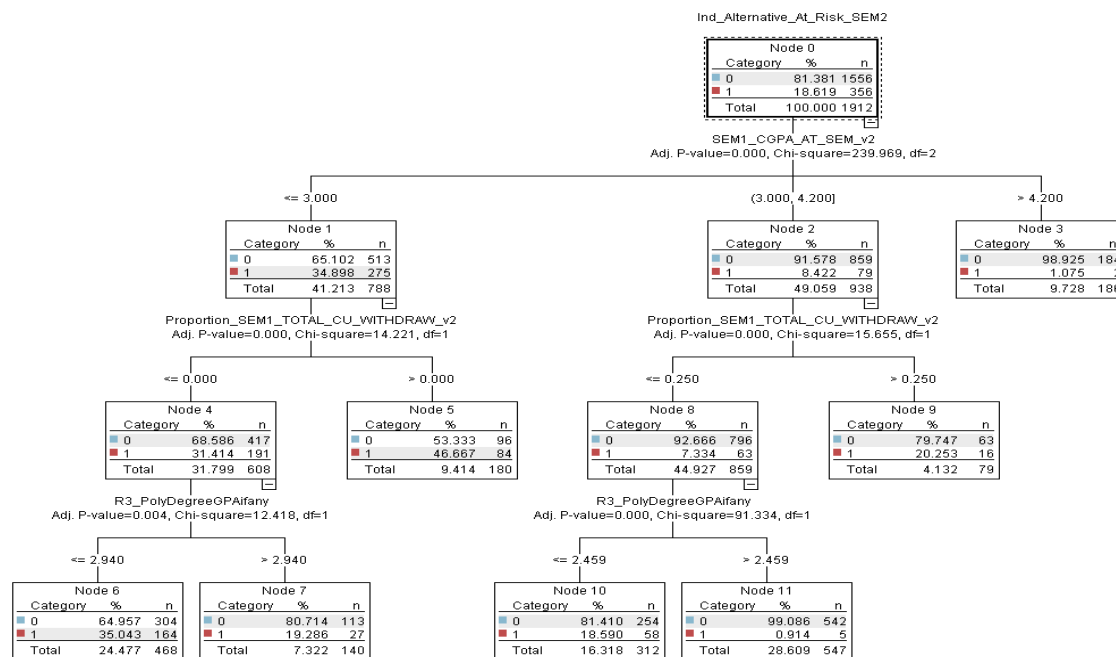 Ind_Alternative_At_Risk_SEM2
Node 0
Category % n
0 81.381 1556
1 18.619 356
Total 100.000 1912
SEM1_CGPA_AT_SEM_v2
Adj. P-value=0.000, Chi-square=239.969, df=2
<= 3.000
(3.000, 4.200]
> 4.200
Node 1
Category % n
0 65.102 513
1 34.898 275
Total 41.213 788
Node 2
Category % n
0 91.578 859
1 8.422 79
Total 49.059 938
Node 3
Category % n
0 98.925 184
1 1.075
Total 9.728 186
Proportion_SEM1_TOTAL_CU_WITHDRAW_v2
Adj. P-value=0.000, Chi-square=14.221, df=1
Proportion_SEM1_TOTAL_CU_WITHDRAW_v2
Adj. P-value=0.000, Chi-square=15.655, df=1
<= 0.000
> 0.000
<= 0.250
> 0.250
Node 4
Category % n
0 68.586 417
1 31.414 191
Total 31.799 608
Node 5
Category % n
0 53.333 96
1 46.667 84
Total 9.414 180
Node 8
Category % n
0 92.666 796
1 7.334 63
Total 44.927 859
Node 9
Category % n
0 79.747 63
1 20.253 16
Total 4.132 79
R3_PolyDegreeGPAifany
Adj. P-value=0.004, Chi-square=12.418, df=1
R3_PolyDegreeGPAifany
Adj. P-value=0.000, Chi-square=91.334, df=1
<= 2.940
> 2.940
<= 2.459
> 2.459
Node 6
Category % n
0 64.957 304
1 35.043 164
Total 24.477 468
Node 7
Category % n
0 80.714 113
1 19.286 27
Total 7.322 140
Node 10
Category % n
0 81.410 254
1 18.590 58
Total 16.318 312
Node 11
Category % n
0 99.086 542
1 0.914 5
Total 28.609 547